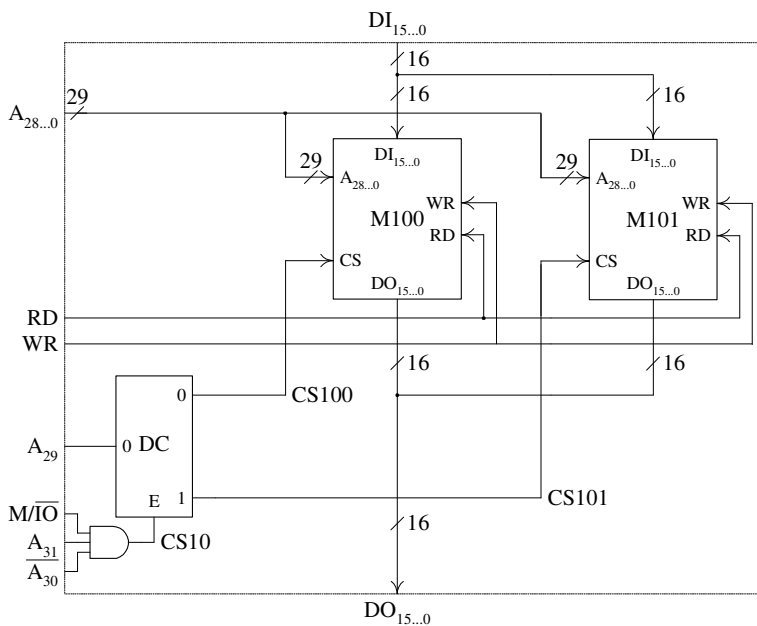 DI15...0
16
16
16
29
A28...0
29
A28...0
DI15...0
WR
M100
RD
CS
DO15...0
29
A28...0
DI15...0
WR
M101
RD
CS
DO15...0
RD
WR
16
16
0
CS100
A29
0 DC
E
1
CS101
M/I̅O̅
A31
A̅3̅0̅
CS10
16
DO15...0